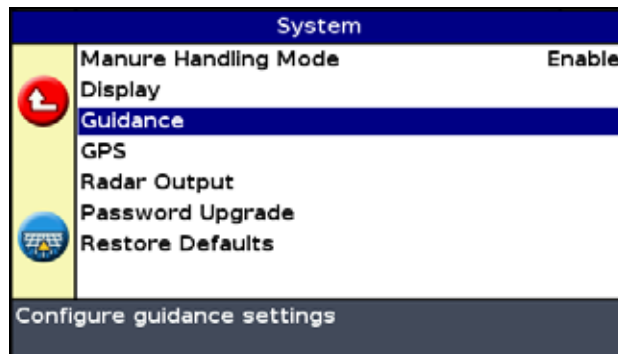 System
Manure Handling Mode Enable
Display
Guidance
GPS
Radar Output
Password Upgrade
Restore Defaults
Configure guidance settings